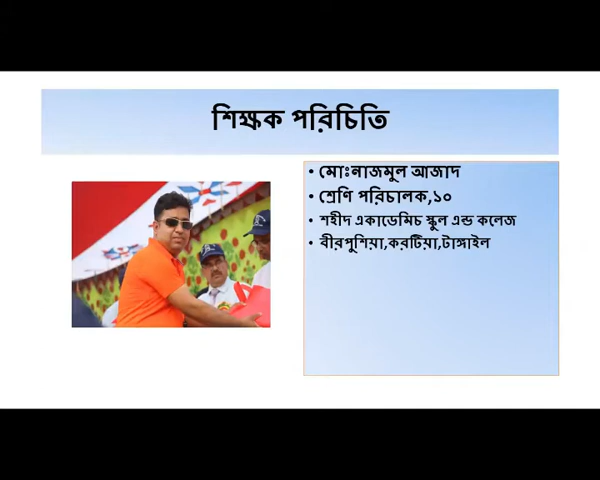 শিক্ষক পরিচিতি
• মোঃনাজমুল আজাদ
• শ্রেণি পরিচালক,১০
• শহীদ একাডেমিচ স্কুল এন্ড কলেজ
• বীরপুশিয়া,করটিয়া,টাঙ্গাইল